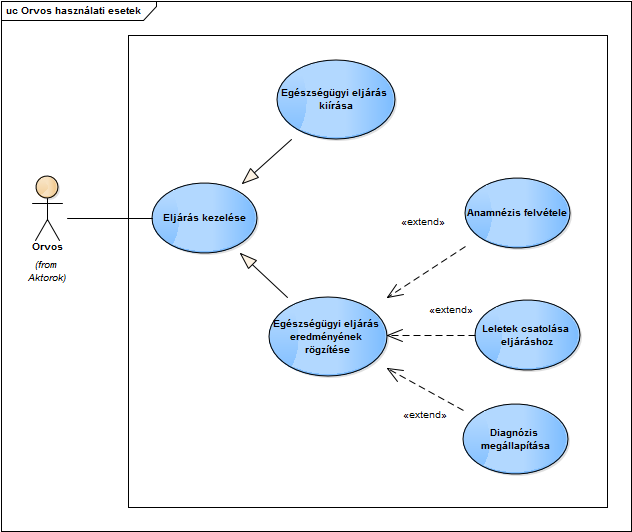 uc Orvos használati esetek
Egészségügyi eljárás
kiírása
Anamnézis felvétele
Eljárás kezelése
«extend»
Orvos
(from
Aktorok)
«extend»
Egészségügyi eljárás
eredményének
rögzítése
Leletek csatolása
eljáráshoz
«extend»
Diagnózis
megállapítása